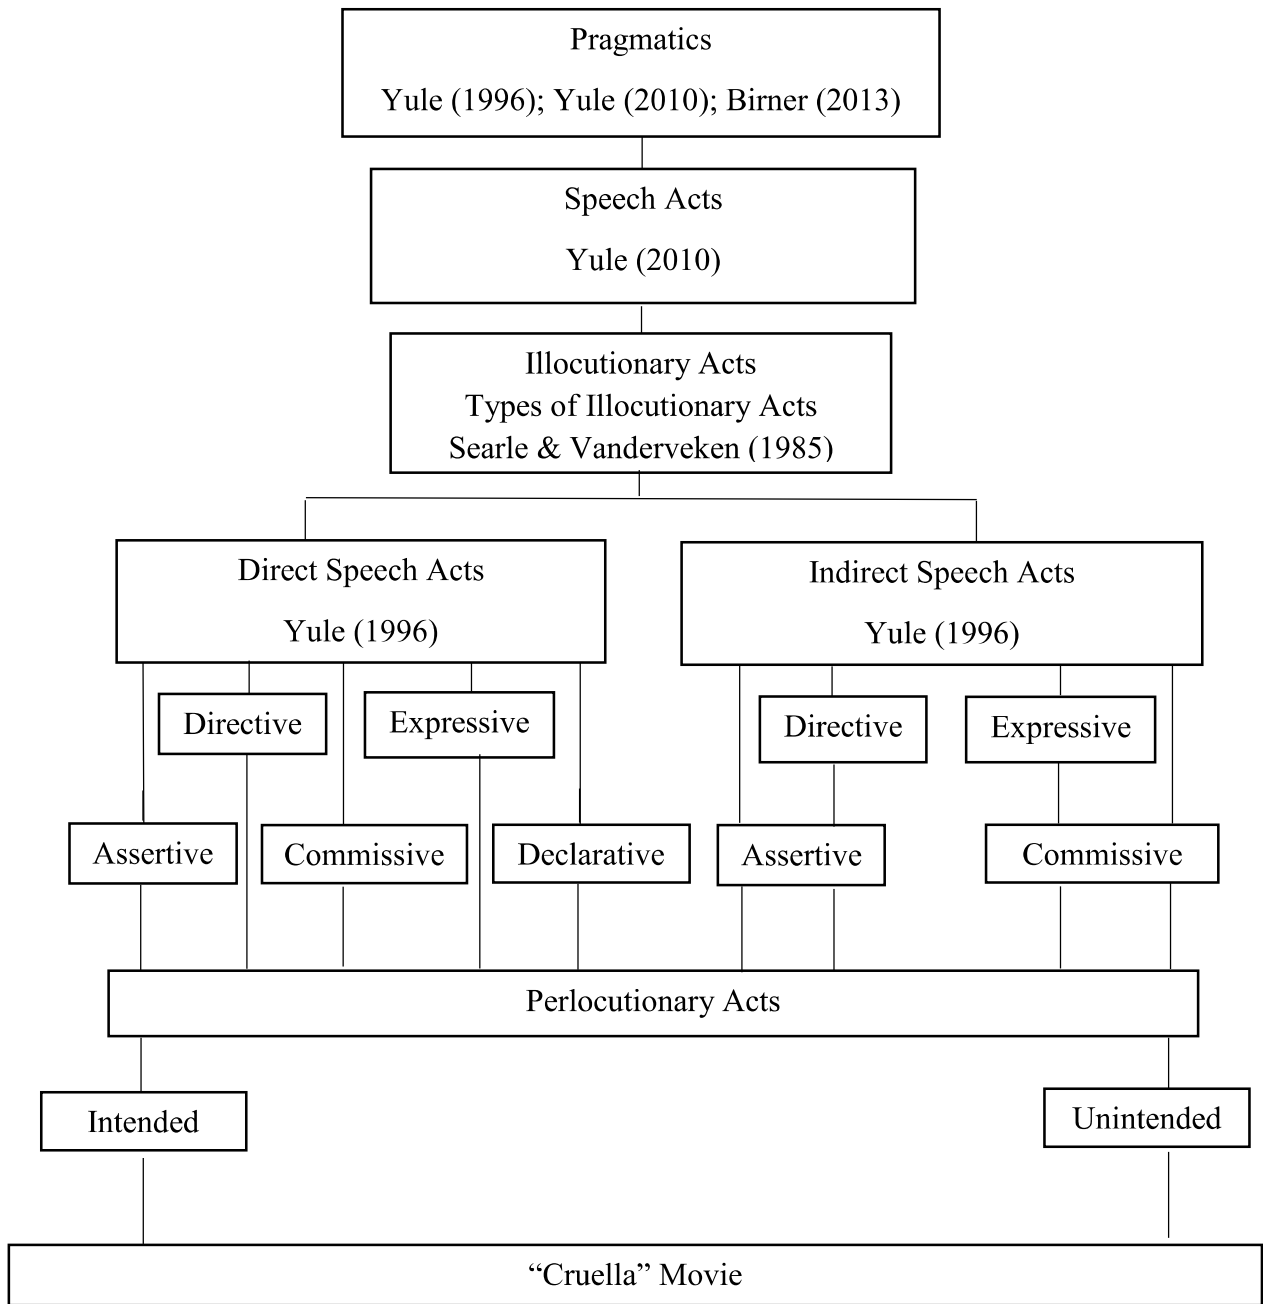 Pragmatics
Yule (1996); Yule (2010); Birner (2013)
Speech Acts
Yule (2010)
Illocutionary Acts
Types of Illocutionary Acts
Searle & Vanderveken (1985)
Direct Speech Acts
Yule (1996)
Indirect Speech Acts
Yule (1996)
Directive
Expressive
Directive
Expressive
Assertive
Commissive
Declarative
Assertive
Commissive
Perlocutionary Acts
Intended
Unintended
“Cruella” Movie